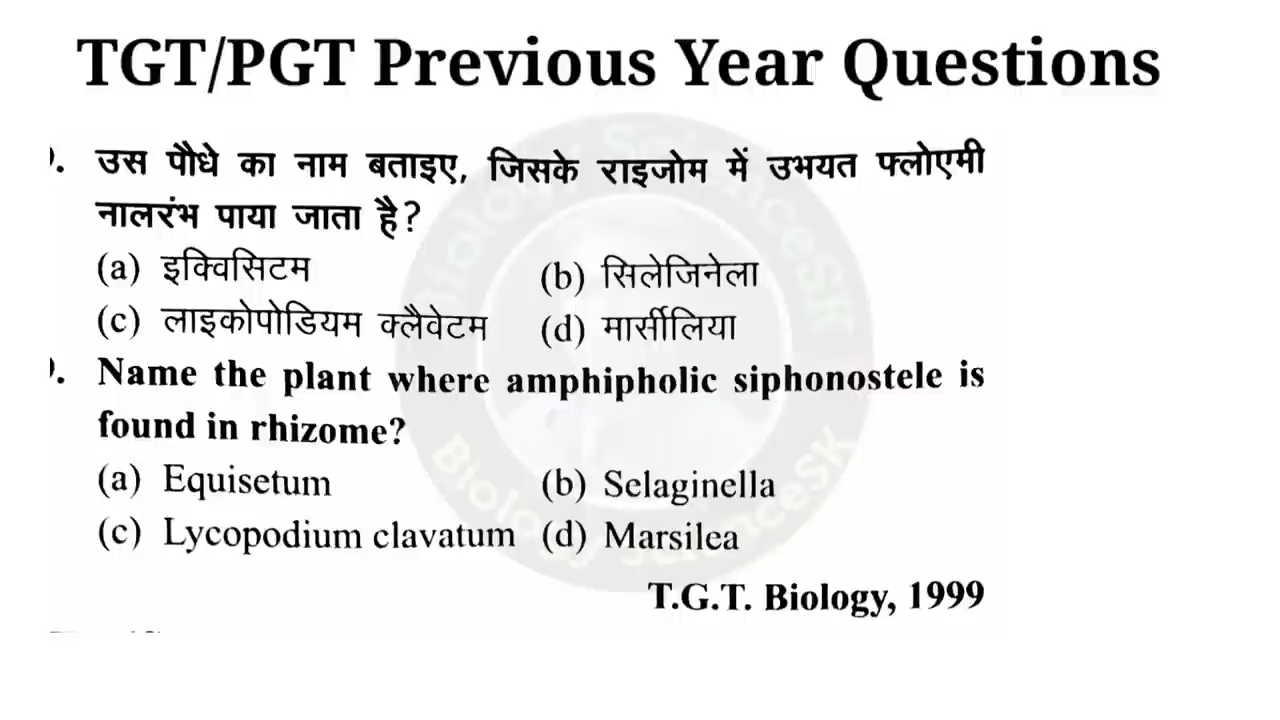 TGT/PGT Previous Year Questions
. उस पौधे का नाम बताइए, जिसके राइजोम में उभयत फ्लोएमी
नालरंभ पाया जाता है?
(a) इक्विसिटम (b) सिलेजिनेला
(c) लाइकोपोडियम क्लैवेटम (d) मार्सीलिया
. Name the plant where amphipholic siphonostele is
found in rhizome?
(a) Equisetum (b) Selaginella
(c) Lycopodium clavatum (d) Marsilea
T.G.T. Biology, 1999